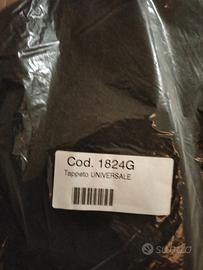 Cod. 1824G
Tappeto UNIVERSALE
subito